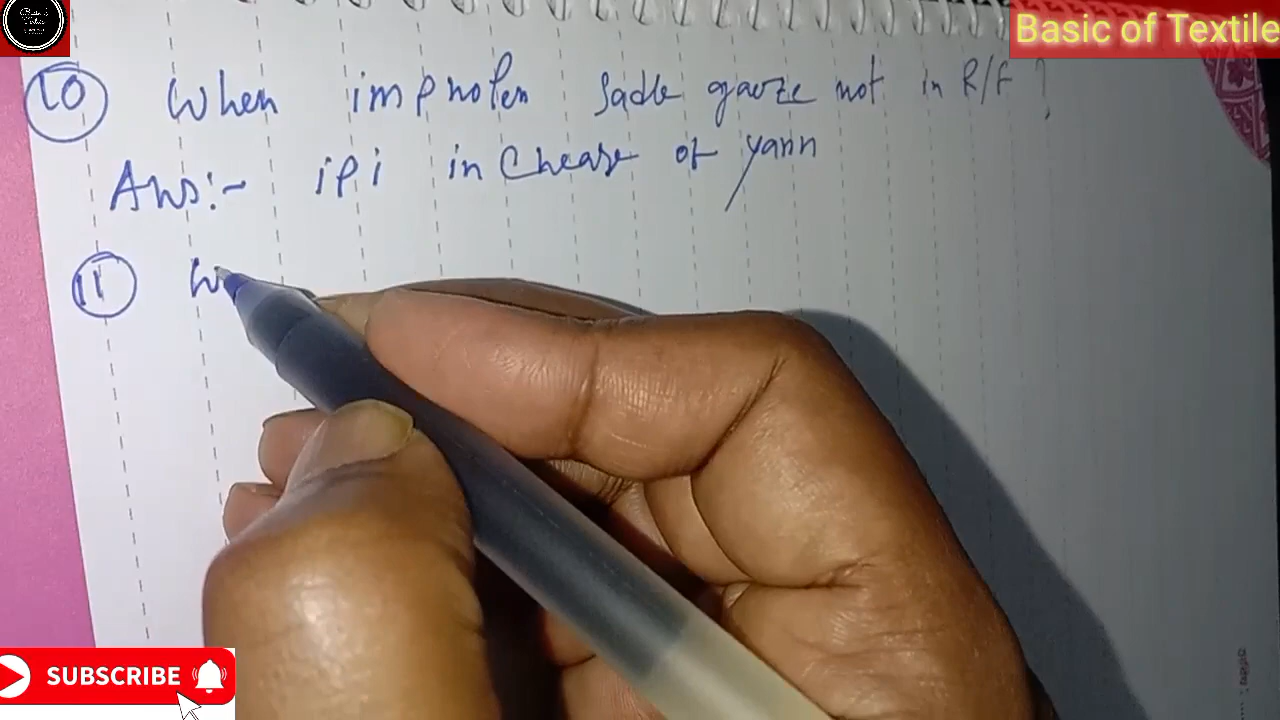 Basic of Textile
10 When improper sadle gauze not in R/F ?
Ans:- iPi increase of yarn
11 W
SUBSCRIBE